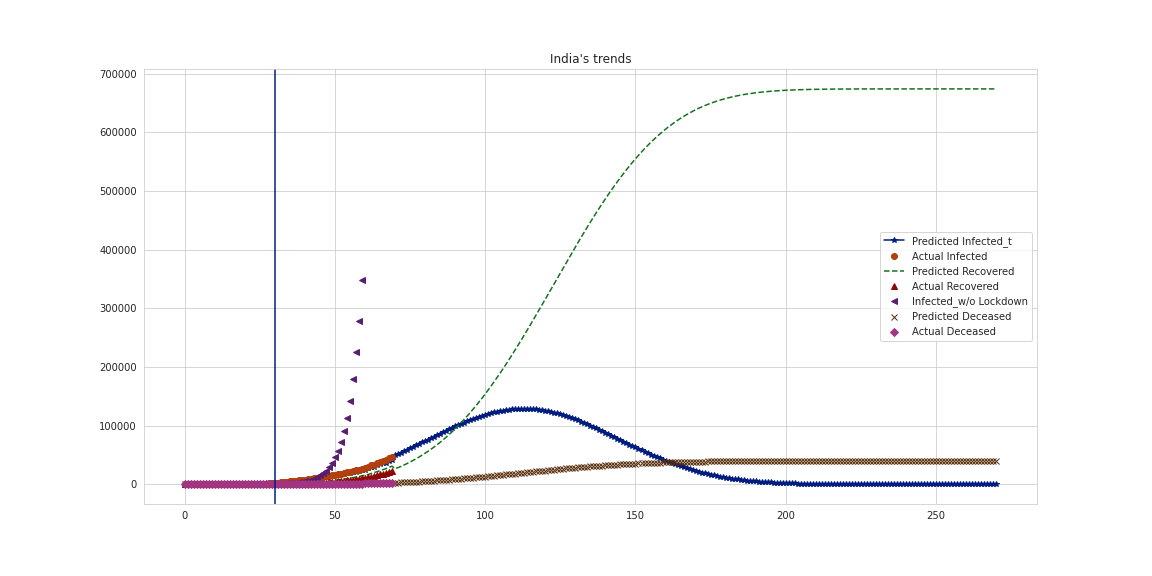 India's trends
700000
600000
500000
400000
300000
200000
100000
0
Predicted Infected_t
Actual Infected
Predicted Recovered
Actual Recovered
Infected_w/o Lockdown
Predicted Deceased
Actual Deceased
0 50 100 150 200 250